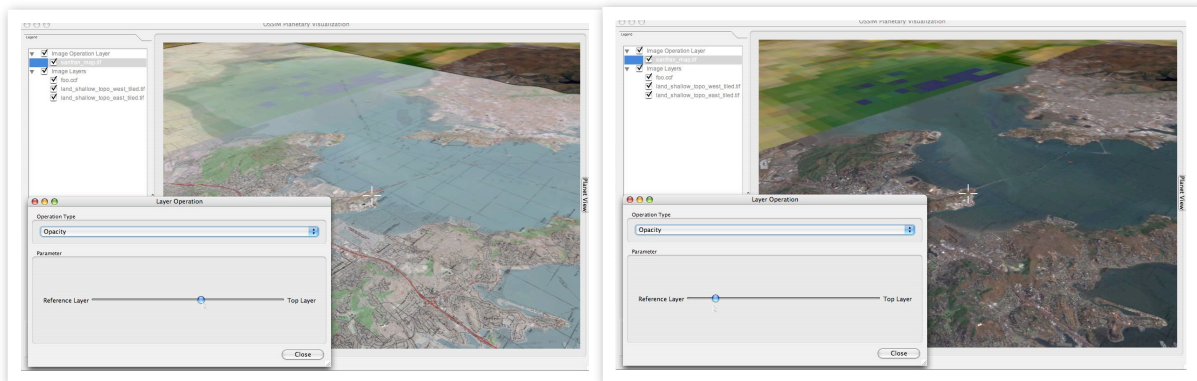 OSSIM Planetary Visualization
Legend
Image Operation Layer
Image Layers
foo.ccf
land_shallow_topo_west_tiled.tif
land_shallow_topo_east_tiled.tif
Planet View
Layer Operation
Operation Type
Opacity
Parameter
Reference Layer
Top Layer
Close
OSSIM Planetary Visualization
Legend
Image Operation Layer
Image Layers
foo.ccf
land_shallow_topo_west_tiled.tif
land_shallow_topo_east_tiled.tif
Planet View
Layer Operation
Operation Type
Opacity
Parameter
Reference Layer
Top Layer
Close